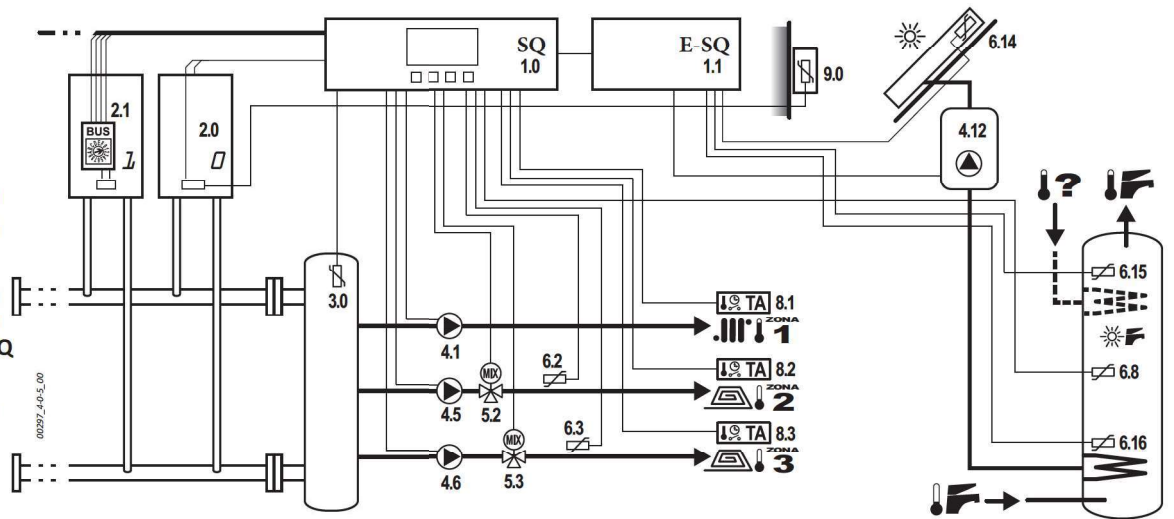 SQ
1.0
E-SQ
1.1
9.0
6.14
2.1
BUS
1
2.0
0
4.12
?
3.0
6.15
TA 8.1
ZONA
1
4.1
6.2
MIX
TA 8.2
ZONA
2
6.8
4.5
5.2
6.3
MIX
TA 8.3
ZONA
3
6.16
4.6
5.3
Q
00297_4-0-5_00